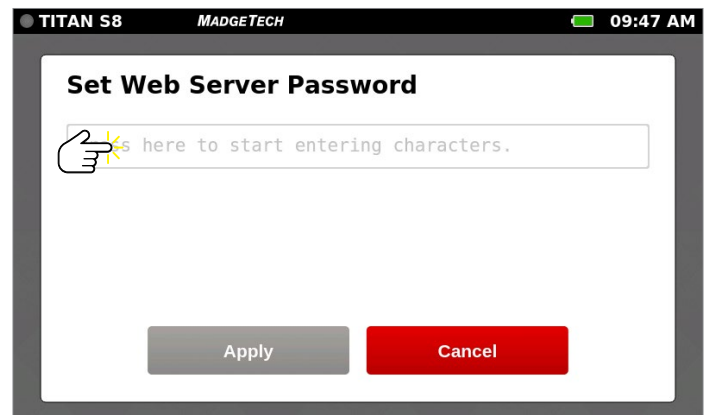 TITAN S8 MADGETECH 09:47 AM
Set Web Server Password
here to start entering characters.
Apply Cancel